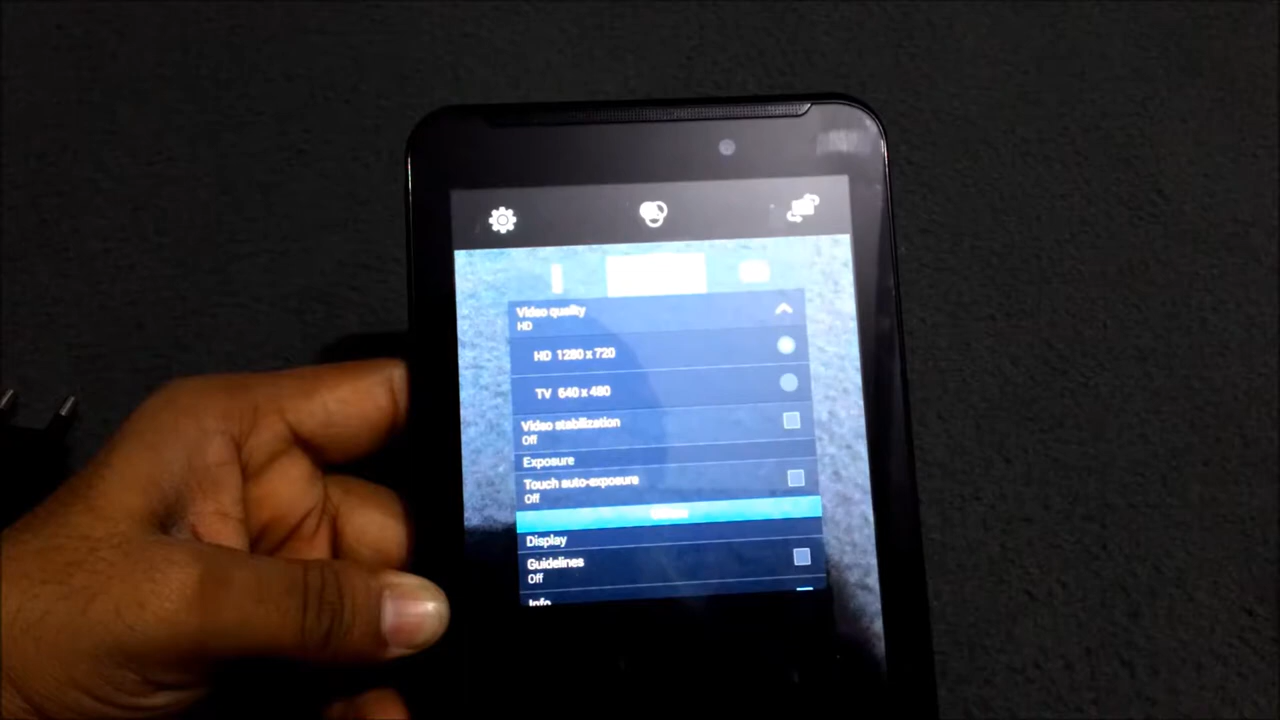 Video quality
HD
HD 1280 x 720
TV 640 x 480
Video stabilization
Off
Exposure
Touch auto-exposure
Off
Display
Guidelines
Off
Info